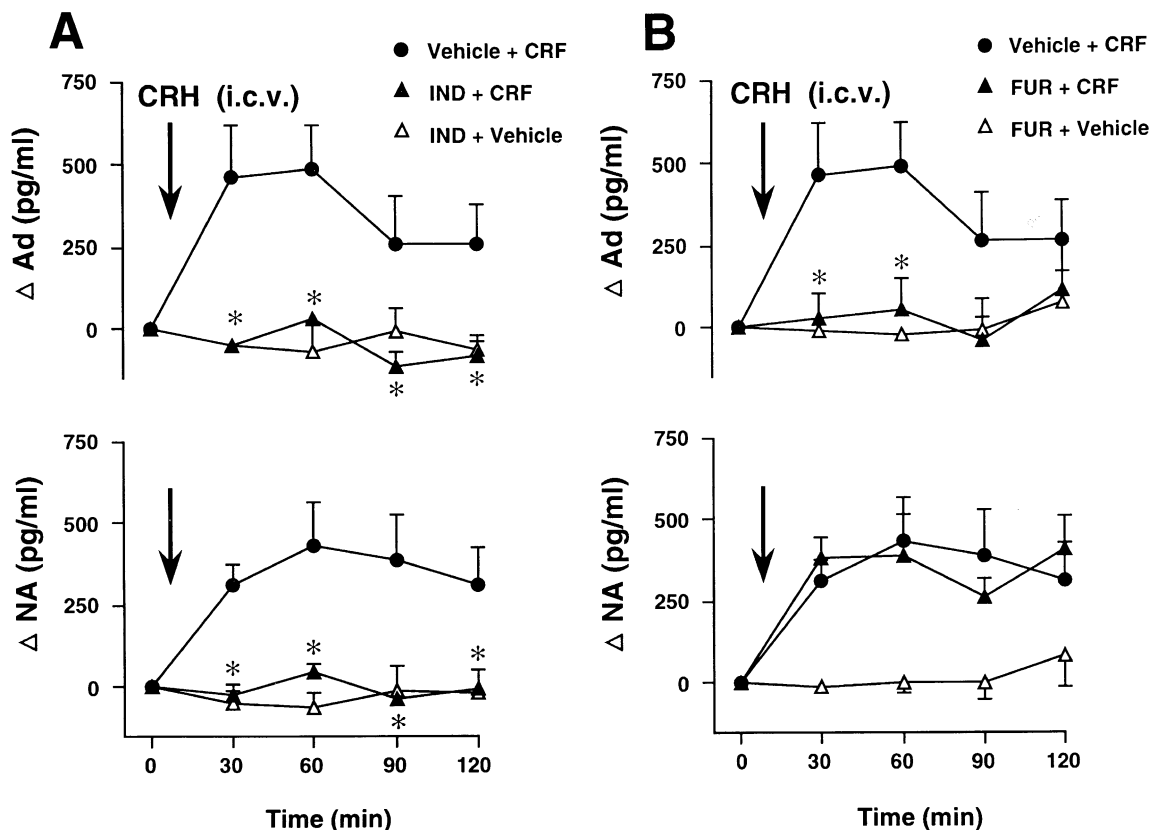 A
Vehicle + CRF
IND + CRF
IND + Vehicle
CRH (i.c.v.)
Δ Ad (pg/ml)
750
500
250
0
*
*
*
*
Δ NA (pg/ml)
750
500
250
0
*
*
*
*
0 30 60 90 120
Time (min)
B
Vehicle + CRF
FUR + CRF
FUR + Vehicle
CRH (i.c.v.)
Δ Ad (pg/ml)
750
500
250
0
*
*
Δ NA (pg/ml)
750
500
250
0
0 30 60 90 120
Time (min)